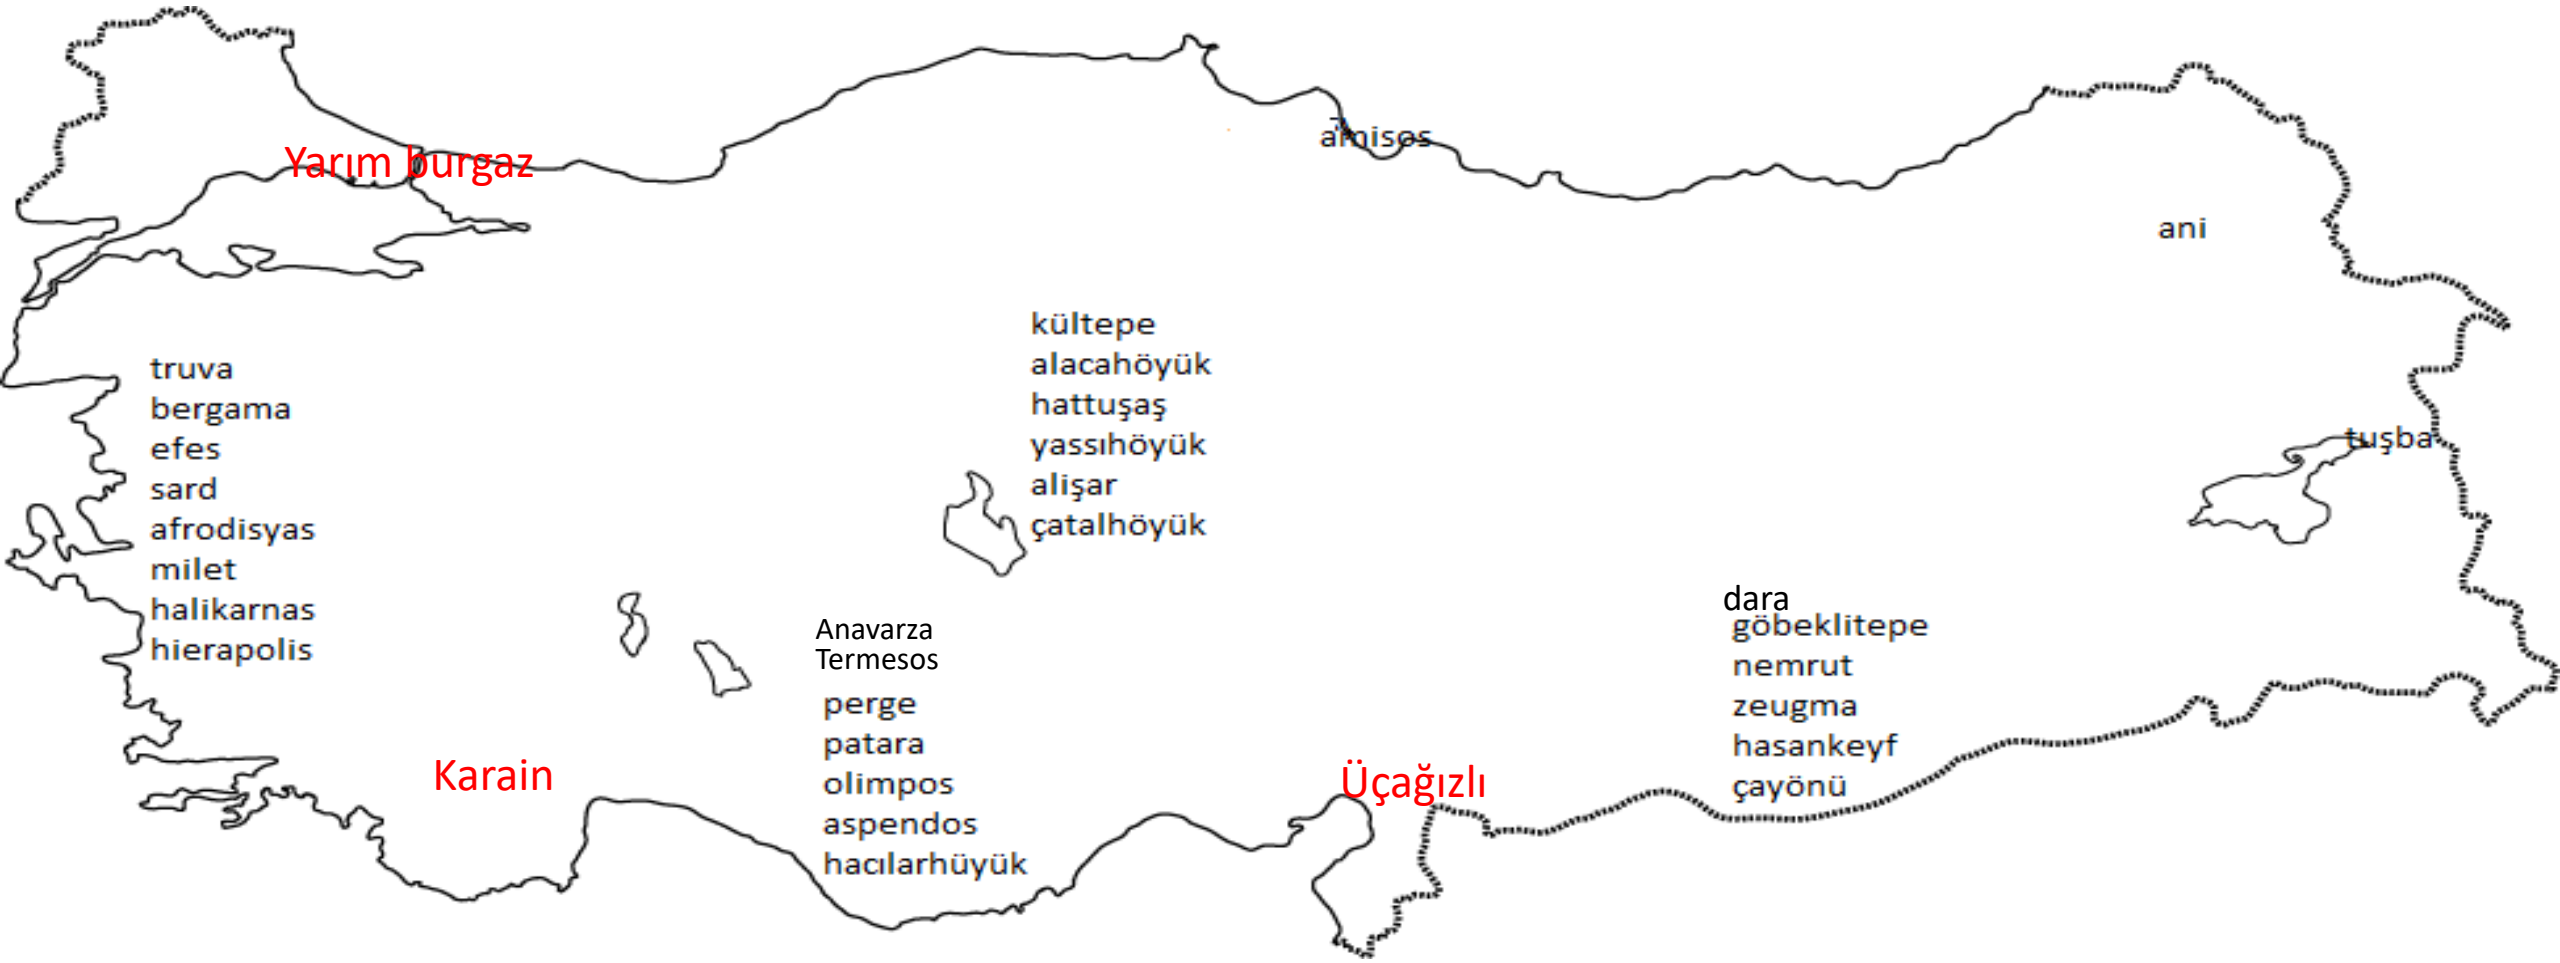 Yarım burgaz
amisos
ani
truva
bergama
efes
sard
afrodisyas
milet
halikarnas
hierapolis
kültepe
alacahöyük
hattuşaş
yassıhöyük
alişar
çatalhöyük
tuşba
Karain
Anavarza
Termesos
perge
patara
olimpos
aspendos
hacılarhüyük
Üçağızlı
dara
göbeklitepe
nemrut
zeugma
hasankeyf
çayönü